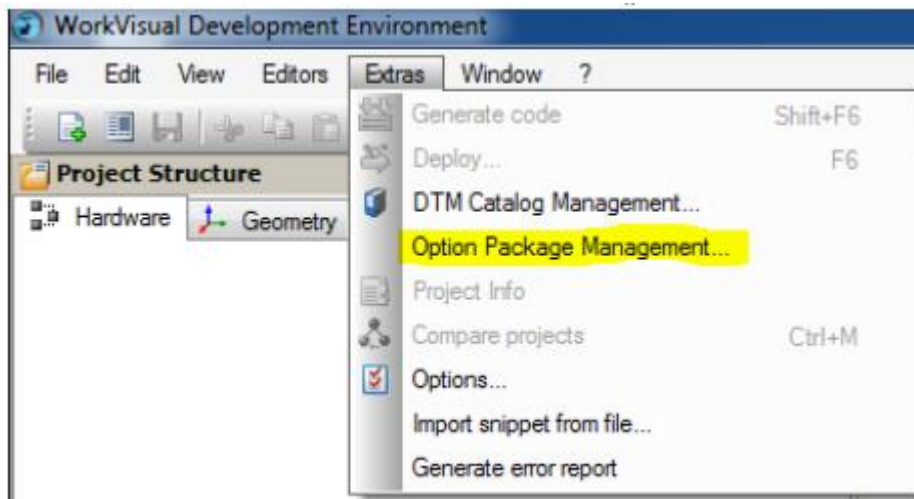 WorkVisual Development Environment
File Edit View Editors Extras Window ?
Generate code Shift+F6
Deploy... F6
Project Structure
DTM Catalog Management...
Hardware Geometry
Option Package Management...
Project Info
Compare projects Ctrl+M
Options...
Import snippet from file...
Generate error report